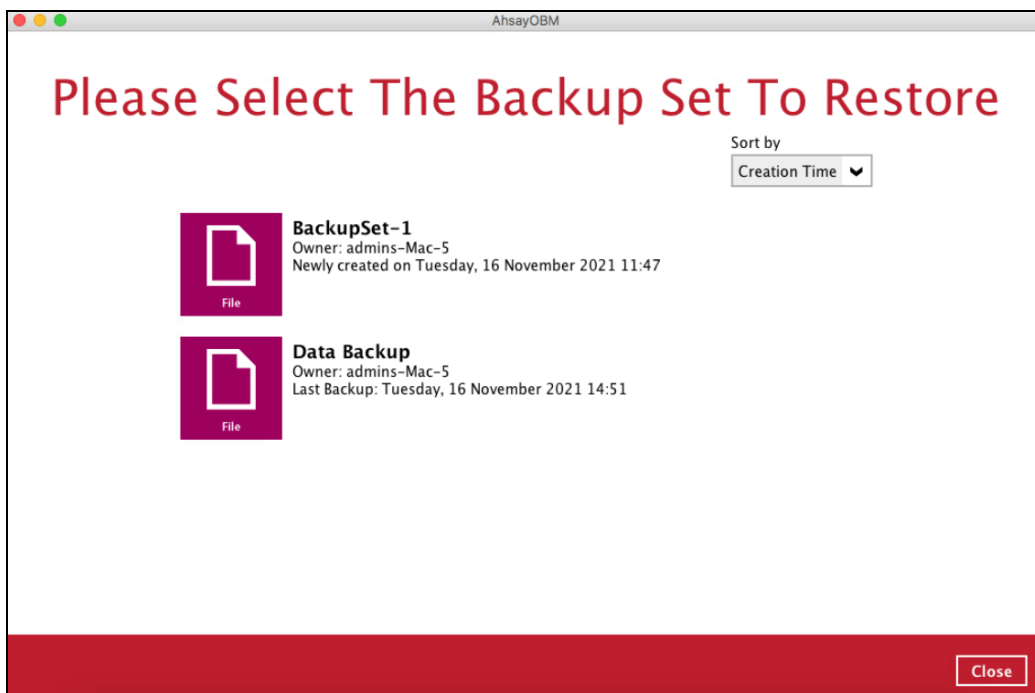 AhsayOBM
Please Select The Backup Set To Restore
Sort by
Creation Time
BackupSet-1
Owner: admins-Mac-5
Newly created on Tuesday, 16 November 2021 11:47
File
Data Backup
Owner: admins-Mac-5
Last Backup: Tuesday, 16 November 2021 14:51
File
Close